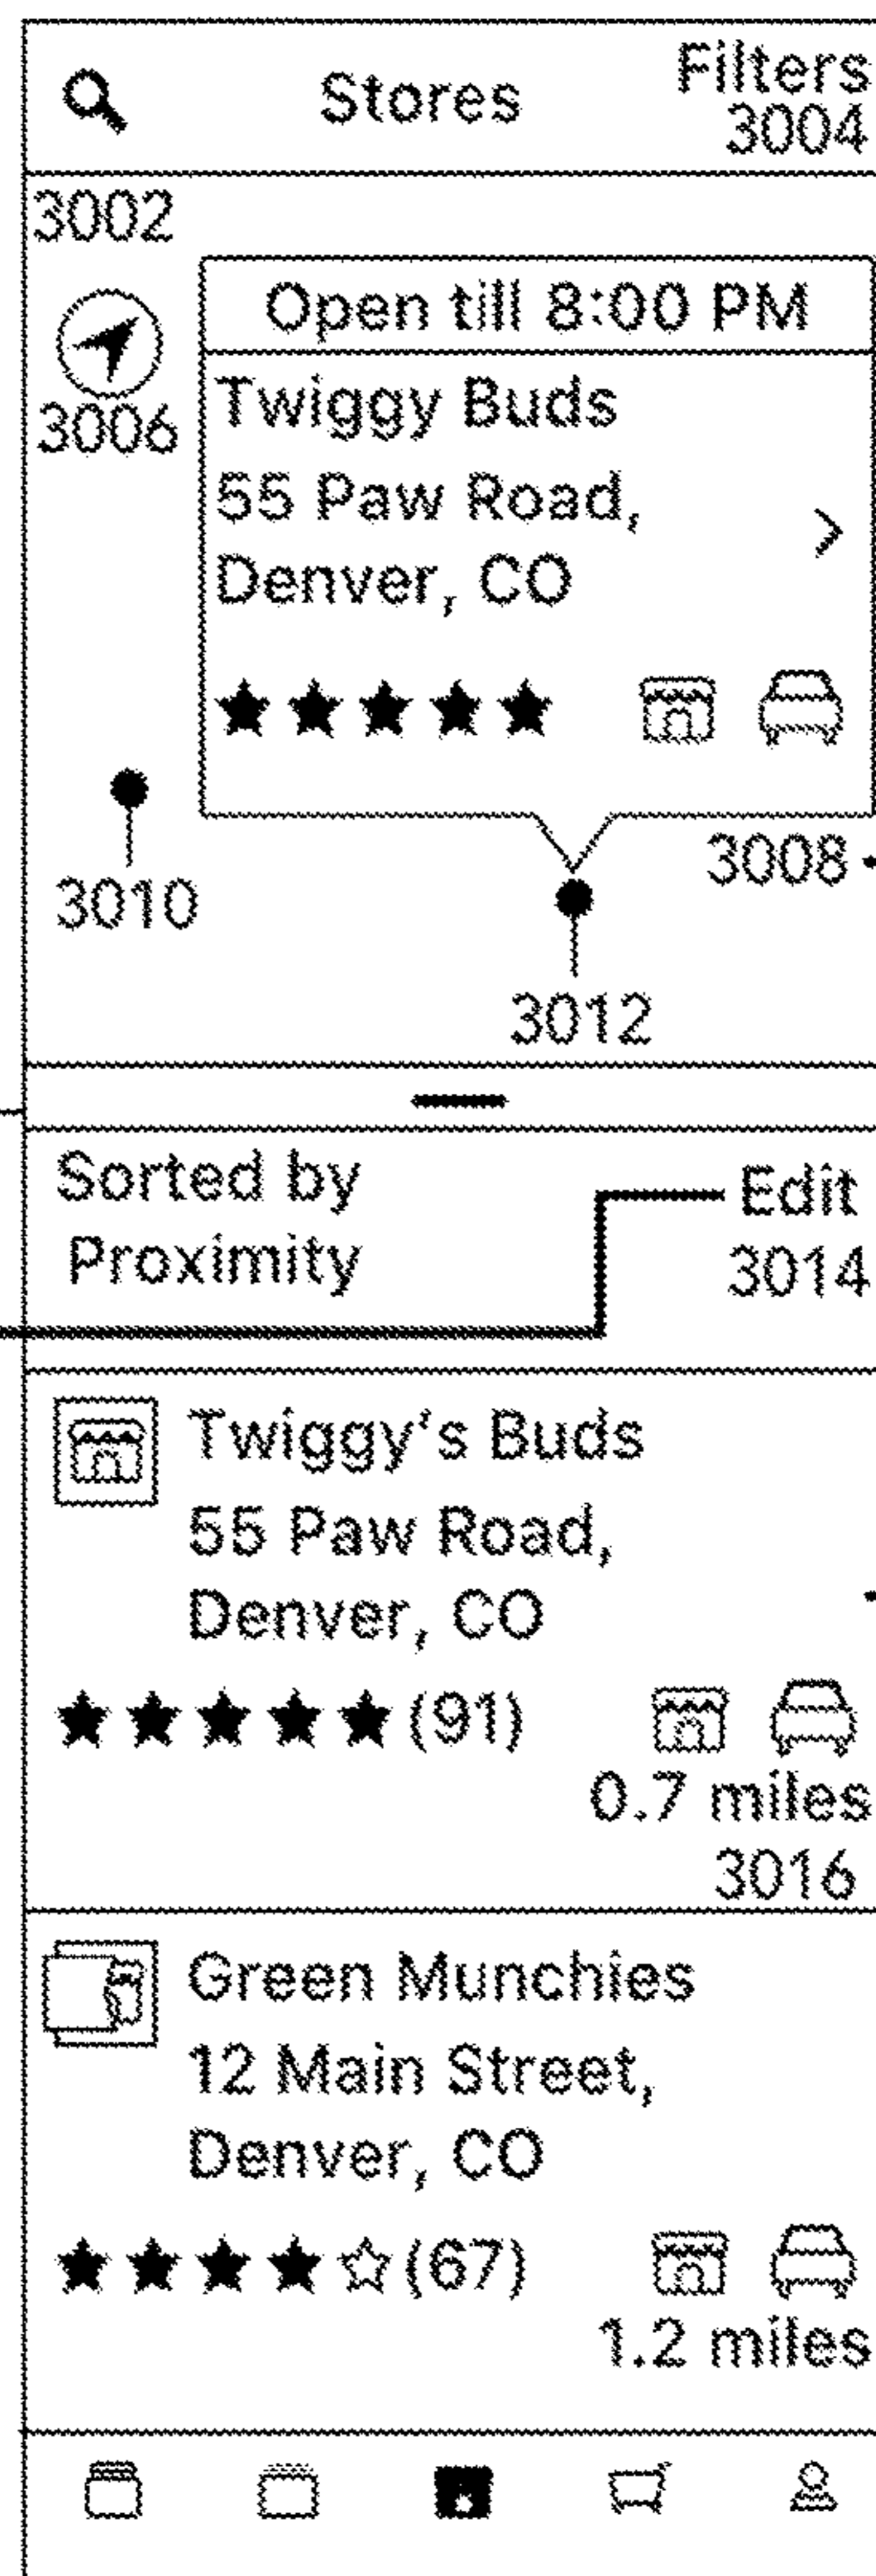 Stores
Filters
3004
3002
3006
Open till 8:00 PM
Twiggy Buds
55 Paw Road,
Denver, CO
3010
3008
3012
Sorted by
Proximity
Edit
3014
Twiggy's Buds
55 Paw Road,
Denver, CO
(91)
0.7 miles
3016
Green Munchies
12 Main Street,
Denver, CO
(67)
1.2 miles